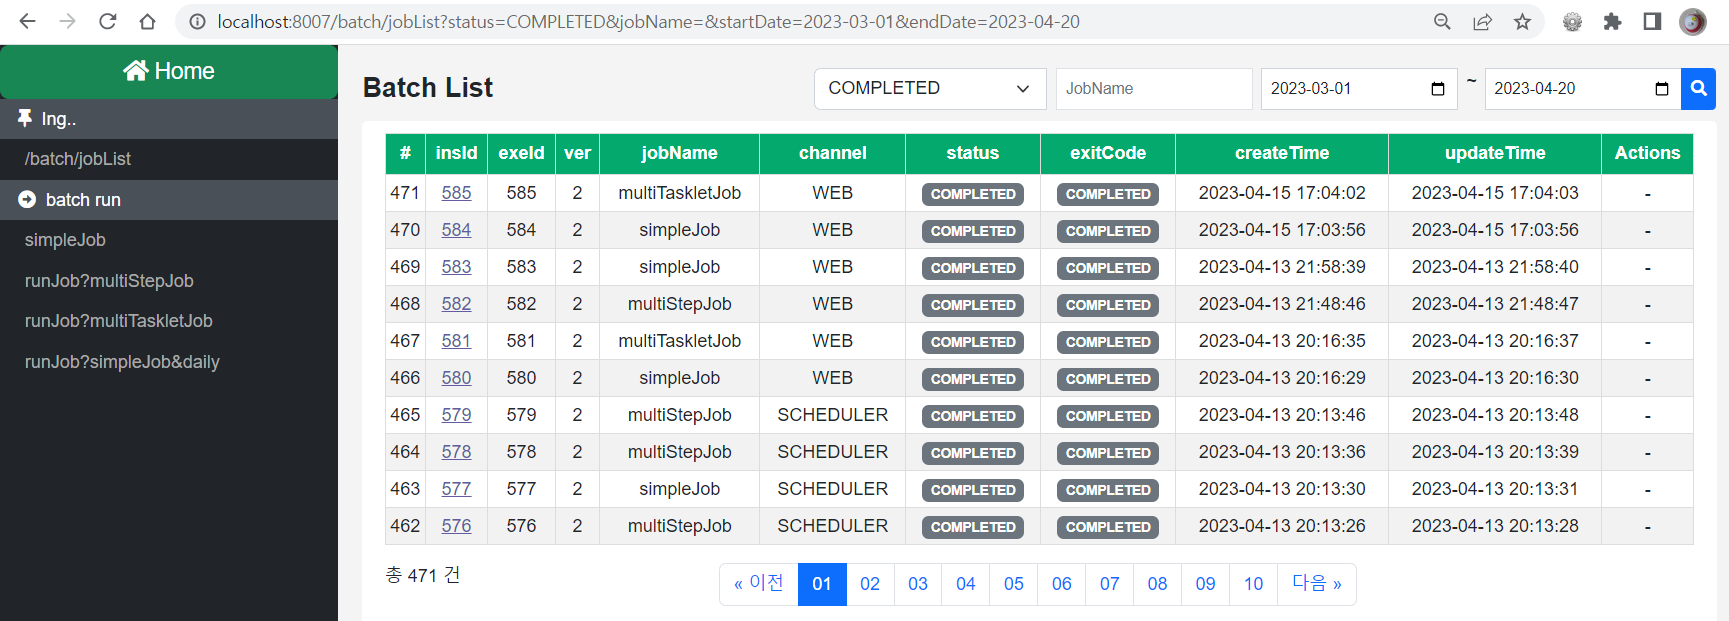 localhost:8007/batch/jobList?status=COMPLETED&jobName=&startDate=2023-03-01&endDate=2023-04-20
Home
Ing..
/batch/jobList
batch run
simpleJob
runJob?multiStepJob
runJob?multiTaskletJob
runJob?simpleJob&daily
Batch List
COMPLETED JobName 2023-03-01 ~ 2023-04-20
# insId exeId ver jobName channel status exitCode createTime updateTime Actions
471 585 585 2 multiTaskletJob WEB COMPLETED COMPLETED 2023-04-15 17:04:02 2023-04-15 17:04:03 -
470 584 584 2 simpleJob WEB COMPLETED COMPLETED 2023-04-15 17:03:56 2023-04-15 17:03:56 -
469 583 583 2 simpleJob WEB COMPLETED COMPLETED 2023-04-13 21:58:39 2023-04-13 21:58:40 -
468 582 582 2 multiStepJob WEB COMPLETED COMPLETED 2023-04-13 21:48:46 2023-04-13 21:48:47 -
467 581 581 2 multiTaskletJob WEB COMPLETED COMPLETED 2023-04-13 20:16:35 2023-04-13 20:16:37 -
466 580 580 2 simpleJob WEB COMPLETED COMPLETED 2023-04-13 20:16:29 2023-04-13 20:16:30 -
465 579 579 2 multiStepJob SCHEDULER COMPLETED COMPLETED 2023-04-13 20:13:46 2023-04-13 20:13:48 -
464 578 578 2 multiStepJob SCHEDULER COMPLETED COMPLETED 2023-04-13 20:13:36 2023-04-13 20:13:39 -
463 577 577 2 simpleJob SCHEDULER COMPLETED COMPLETED 2023-04-13 20:13:30 2023-04-13 20:13:31 -
462 576 576 2 multiStepJob SCHEDULER COMPLETED COMPLETED 2023-04-13 20:13:26 2023-04-13 20:13:28 -
총 471 건
« 이전 01 02 03 04 05 06 07 08 09 10 다음 »